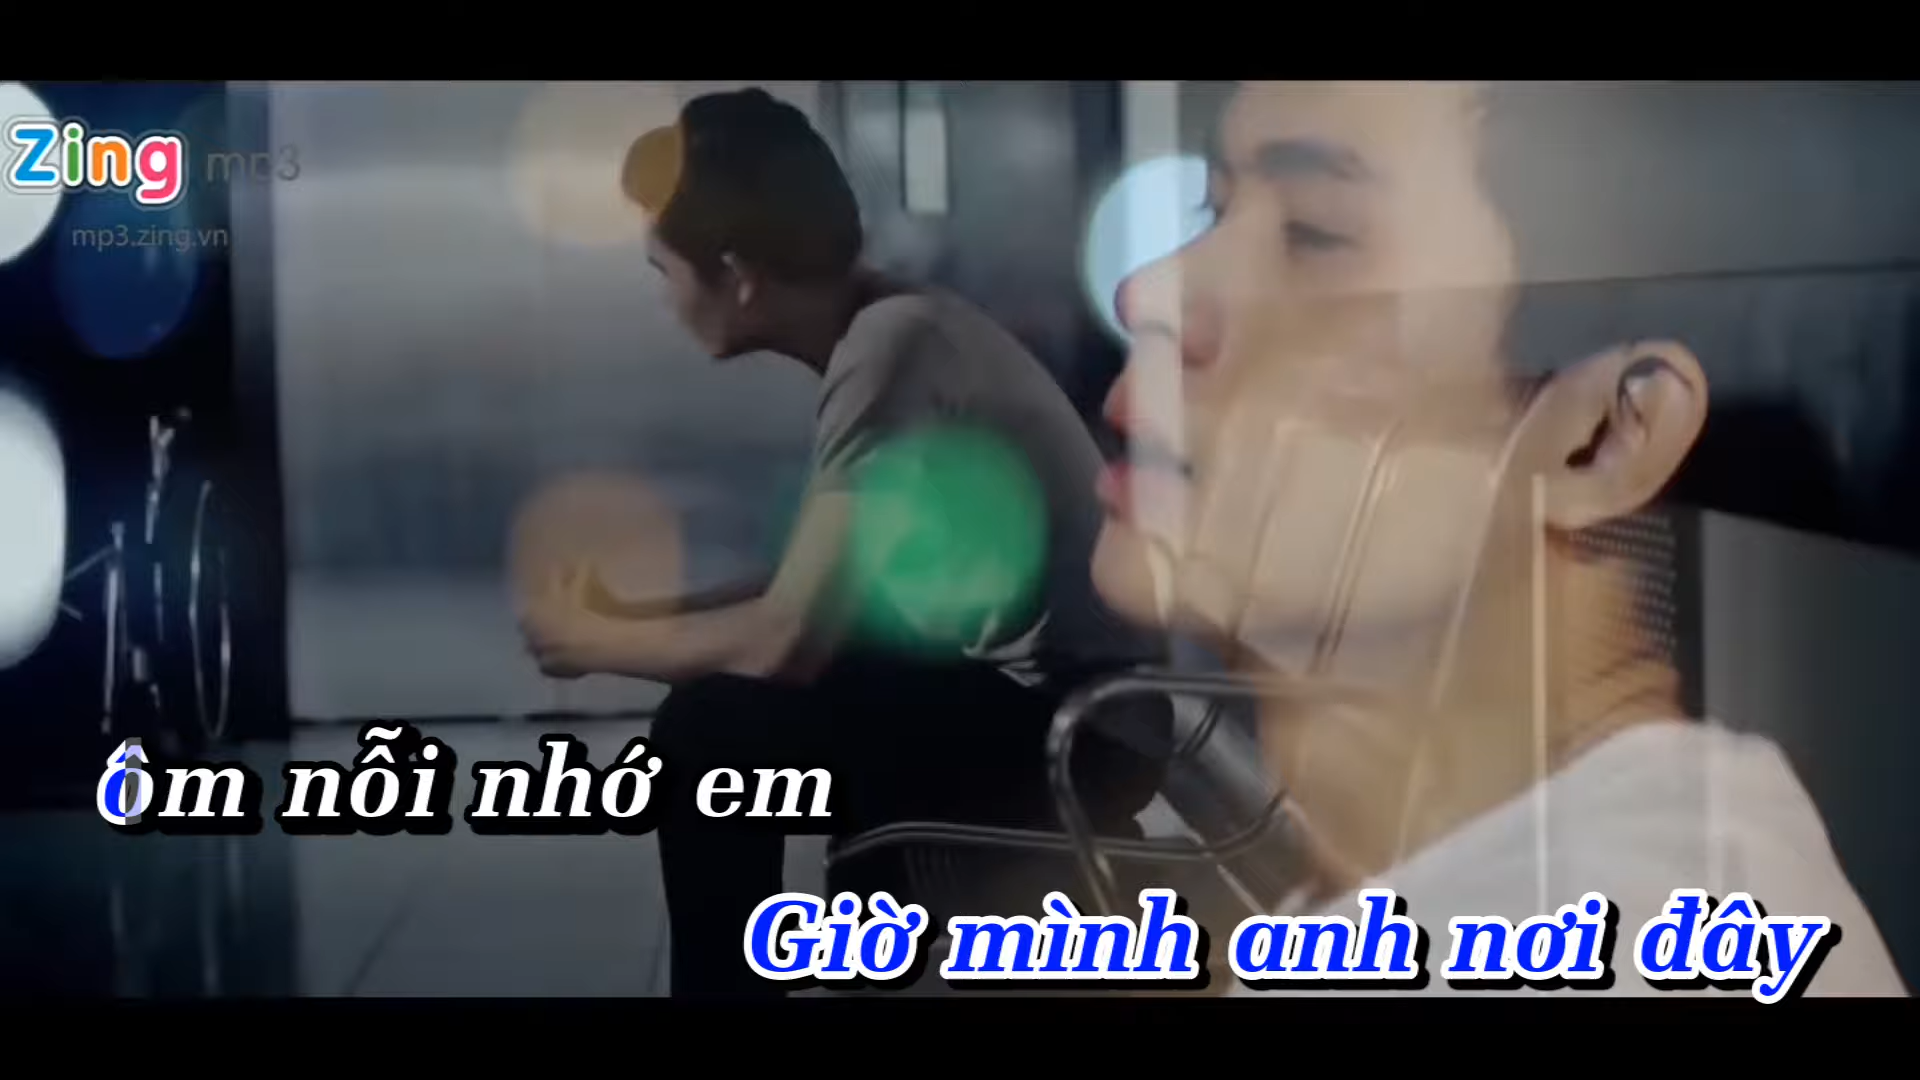 Zing mp3
mp3.zing.vn
ôm nỗi nhớ em
Giờ mình anh nơi đây